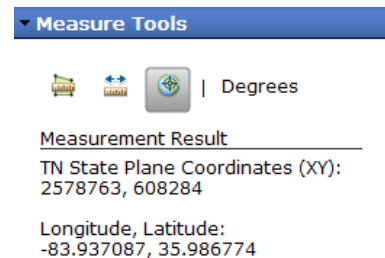 Measure Tools
| Degrees
Measurement Result
TN State Plane Coordinates (XY):
2578763, 608284
Longitude, Latitude:
-83.937087, 35.986774